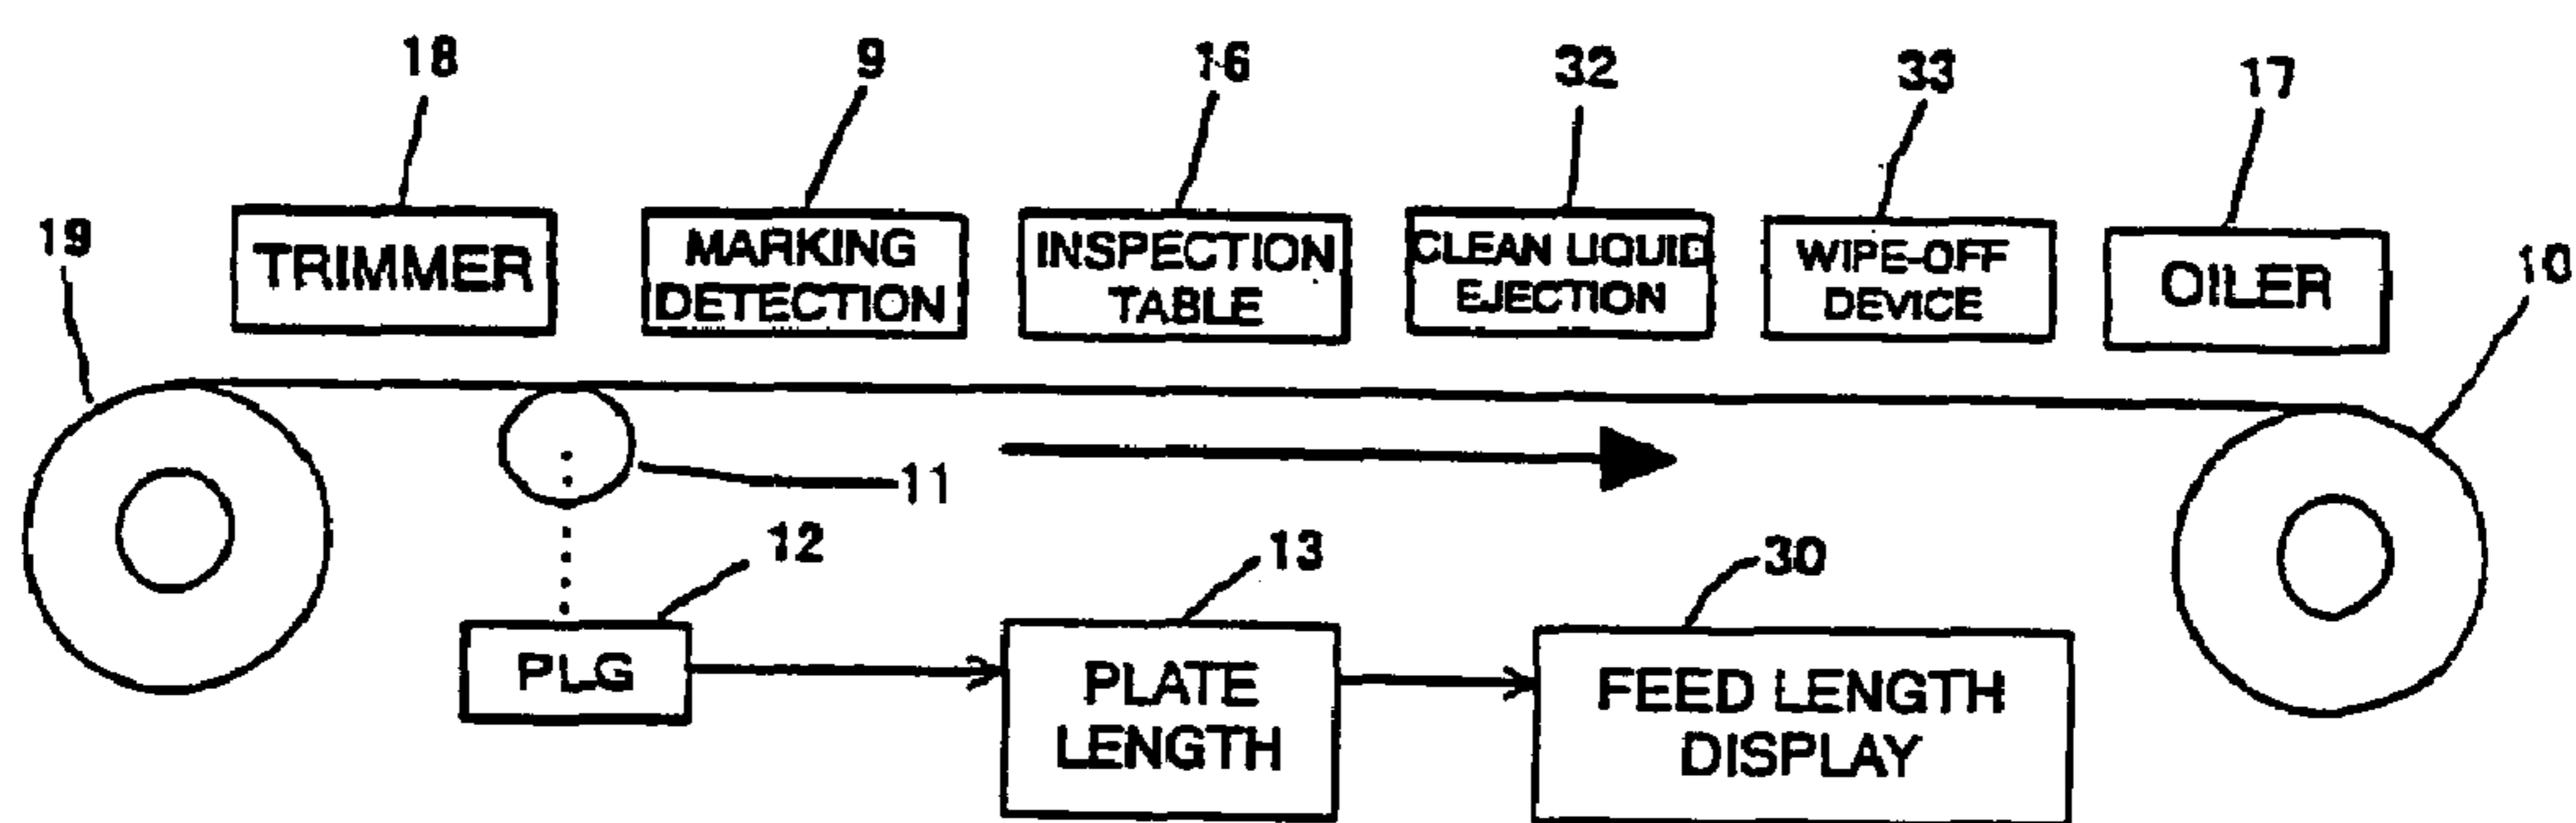 18
9
16
32
33
17
19
TRIMMER
MARKING
DETECTION
INSPECTION
TABLE
CLEAN LIQUID
EJECTION
WIPE-OFF
DEVICE
OILER
10
11
12
13
30
PLG
PLATE
LENGTH
FEED LENGTH
DISPLAY